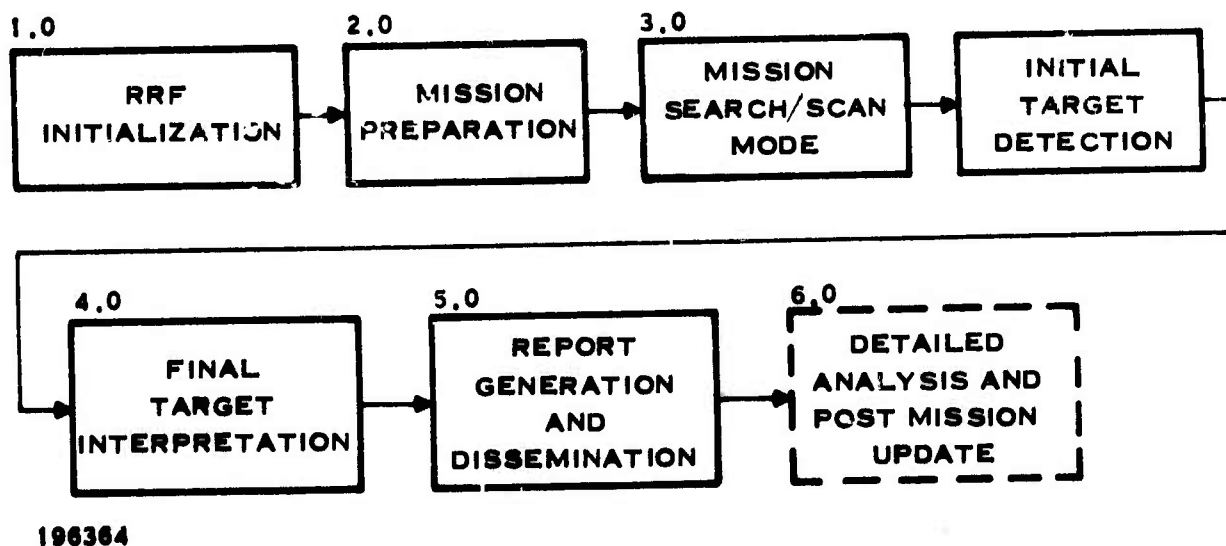 1.0
RRF
INITIALIZATION
2.0
MISSION
PREPARATION
3.0
MISSION
SEARCH/SCAN
MODE
INITIAL
TARGET
DETECTION
4.0
FINAL
TARGET
INTERPRETATION
5.0
REPORT
GENERATION
AND
DISSEMINATION
6.0
DETAILED
ANALYSIS AND
POST MISSION
UPDATE
196364